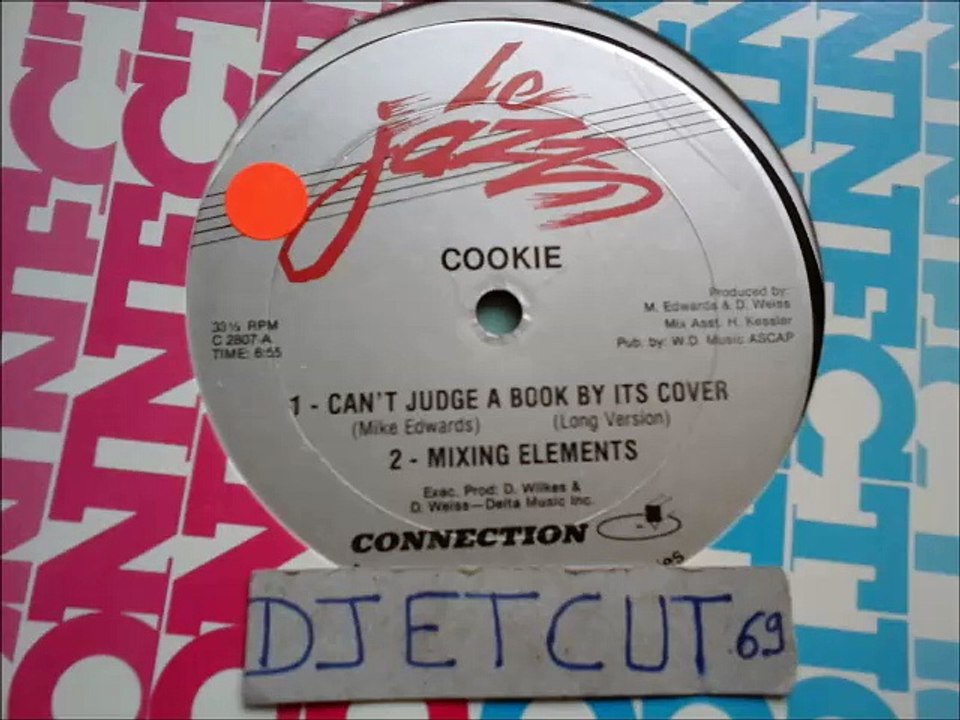 Le
jazz
COOKIE
Produced by:
M. Edwards & D. Weiss
Mix Asst. H. Kessler
Pub. by: W.D. Music ASCAP
33⅓ RPM
C 2807-A
TIME: 6:55
1 - CAN'T JUDGE A BOOK BY ITS COVER
(Mike Edwards) (Long Version)
2 - MIXING ELEMENTS
Exec. Prod: D. Wilkes &
D. Weiss—Delta Music Inc.
CONNECTION
DJETCUT.69